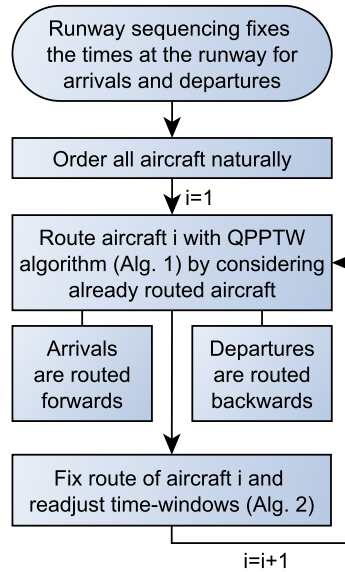 Runway sequencing fixes
the times at the runway for
arrivals and departures
Order all aircraft naturally
i=1
Route aircraft i with QPPTW
algorithm (Alg. 1) by considering
already routed aircraft
Arrivals
are routed
forwards
Departures
are routed
backwards
Fix route of aircraft i and
readjust time-windows (Alg. 2)
i=i+1